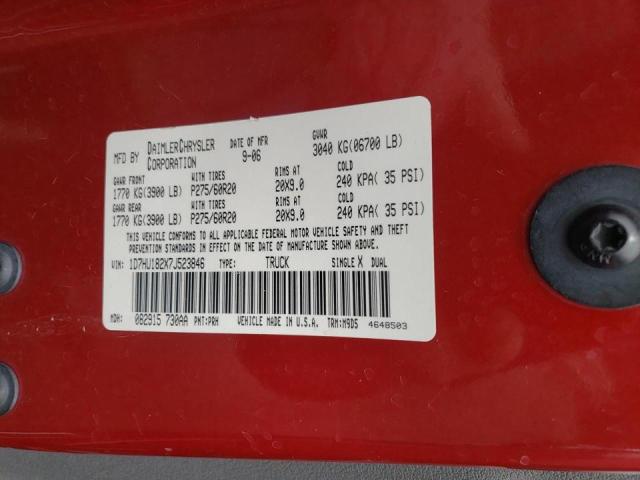 MFD BY DAIMLERCHRYSLER CORPORATION DATE OF MFR 9-06 GVWR 3040 KG(06700 LB)
GAWR FRONT WITH TIRES RIMS AT COLD
1770 KG(3900 LB) P275/60R20 20X9.0 240 KPA( 35 PSI)
GAWR REAR WITH TIRES RIMS AT COLD
1770 KG(3900 LB) P275/60R20 20X9.0 240 KPA( 35 PSI)
THIS VEHICLE CONFORMS TO ALL APPLICABLE FEDERAL MOTOR VEHICLE SAFETY AND THEFT
PREVENTION STANDARDS IN EFFECT ON THE DATE OF MANUFACTURE SHOWN ABOVE.
VIN: 1D7HU182X7J523846 TYPE: TRUCK SINGLE X DUAL
MDH: 082915 730AA PNT:PRH VEHICLE MADE IN U.S.A. TRM:M9D5 4648503